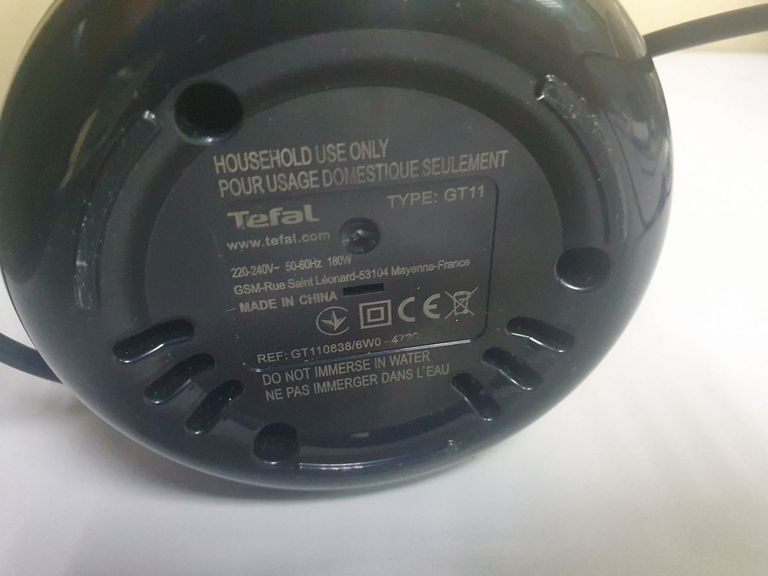 HOUSEHOLD USE ONLY
POUR USAGE DOMESTIQUE SEULEMENT
Tefal
TYPE: GT11
www.tefal.com
220-240V~ 50-60Hz 180W
GSM-Rue Saint Léonard-53104 Mayenne-France
MADE IN CHINA
CE
REF: GT110838/6W0 -
DO NOT IMMERSE IN WATER
NE PAS IMMERGER DANS L'EAU